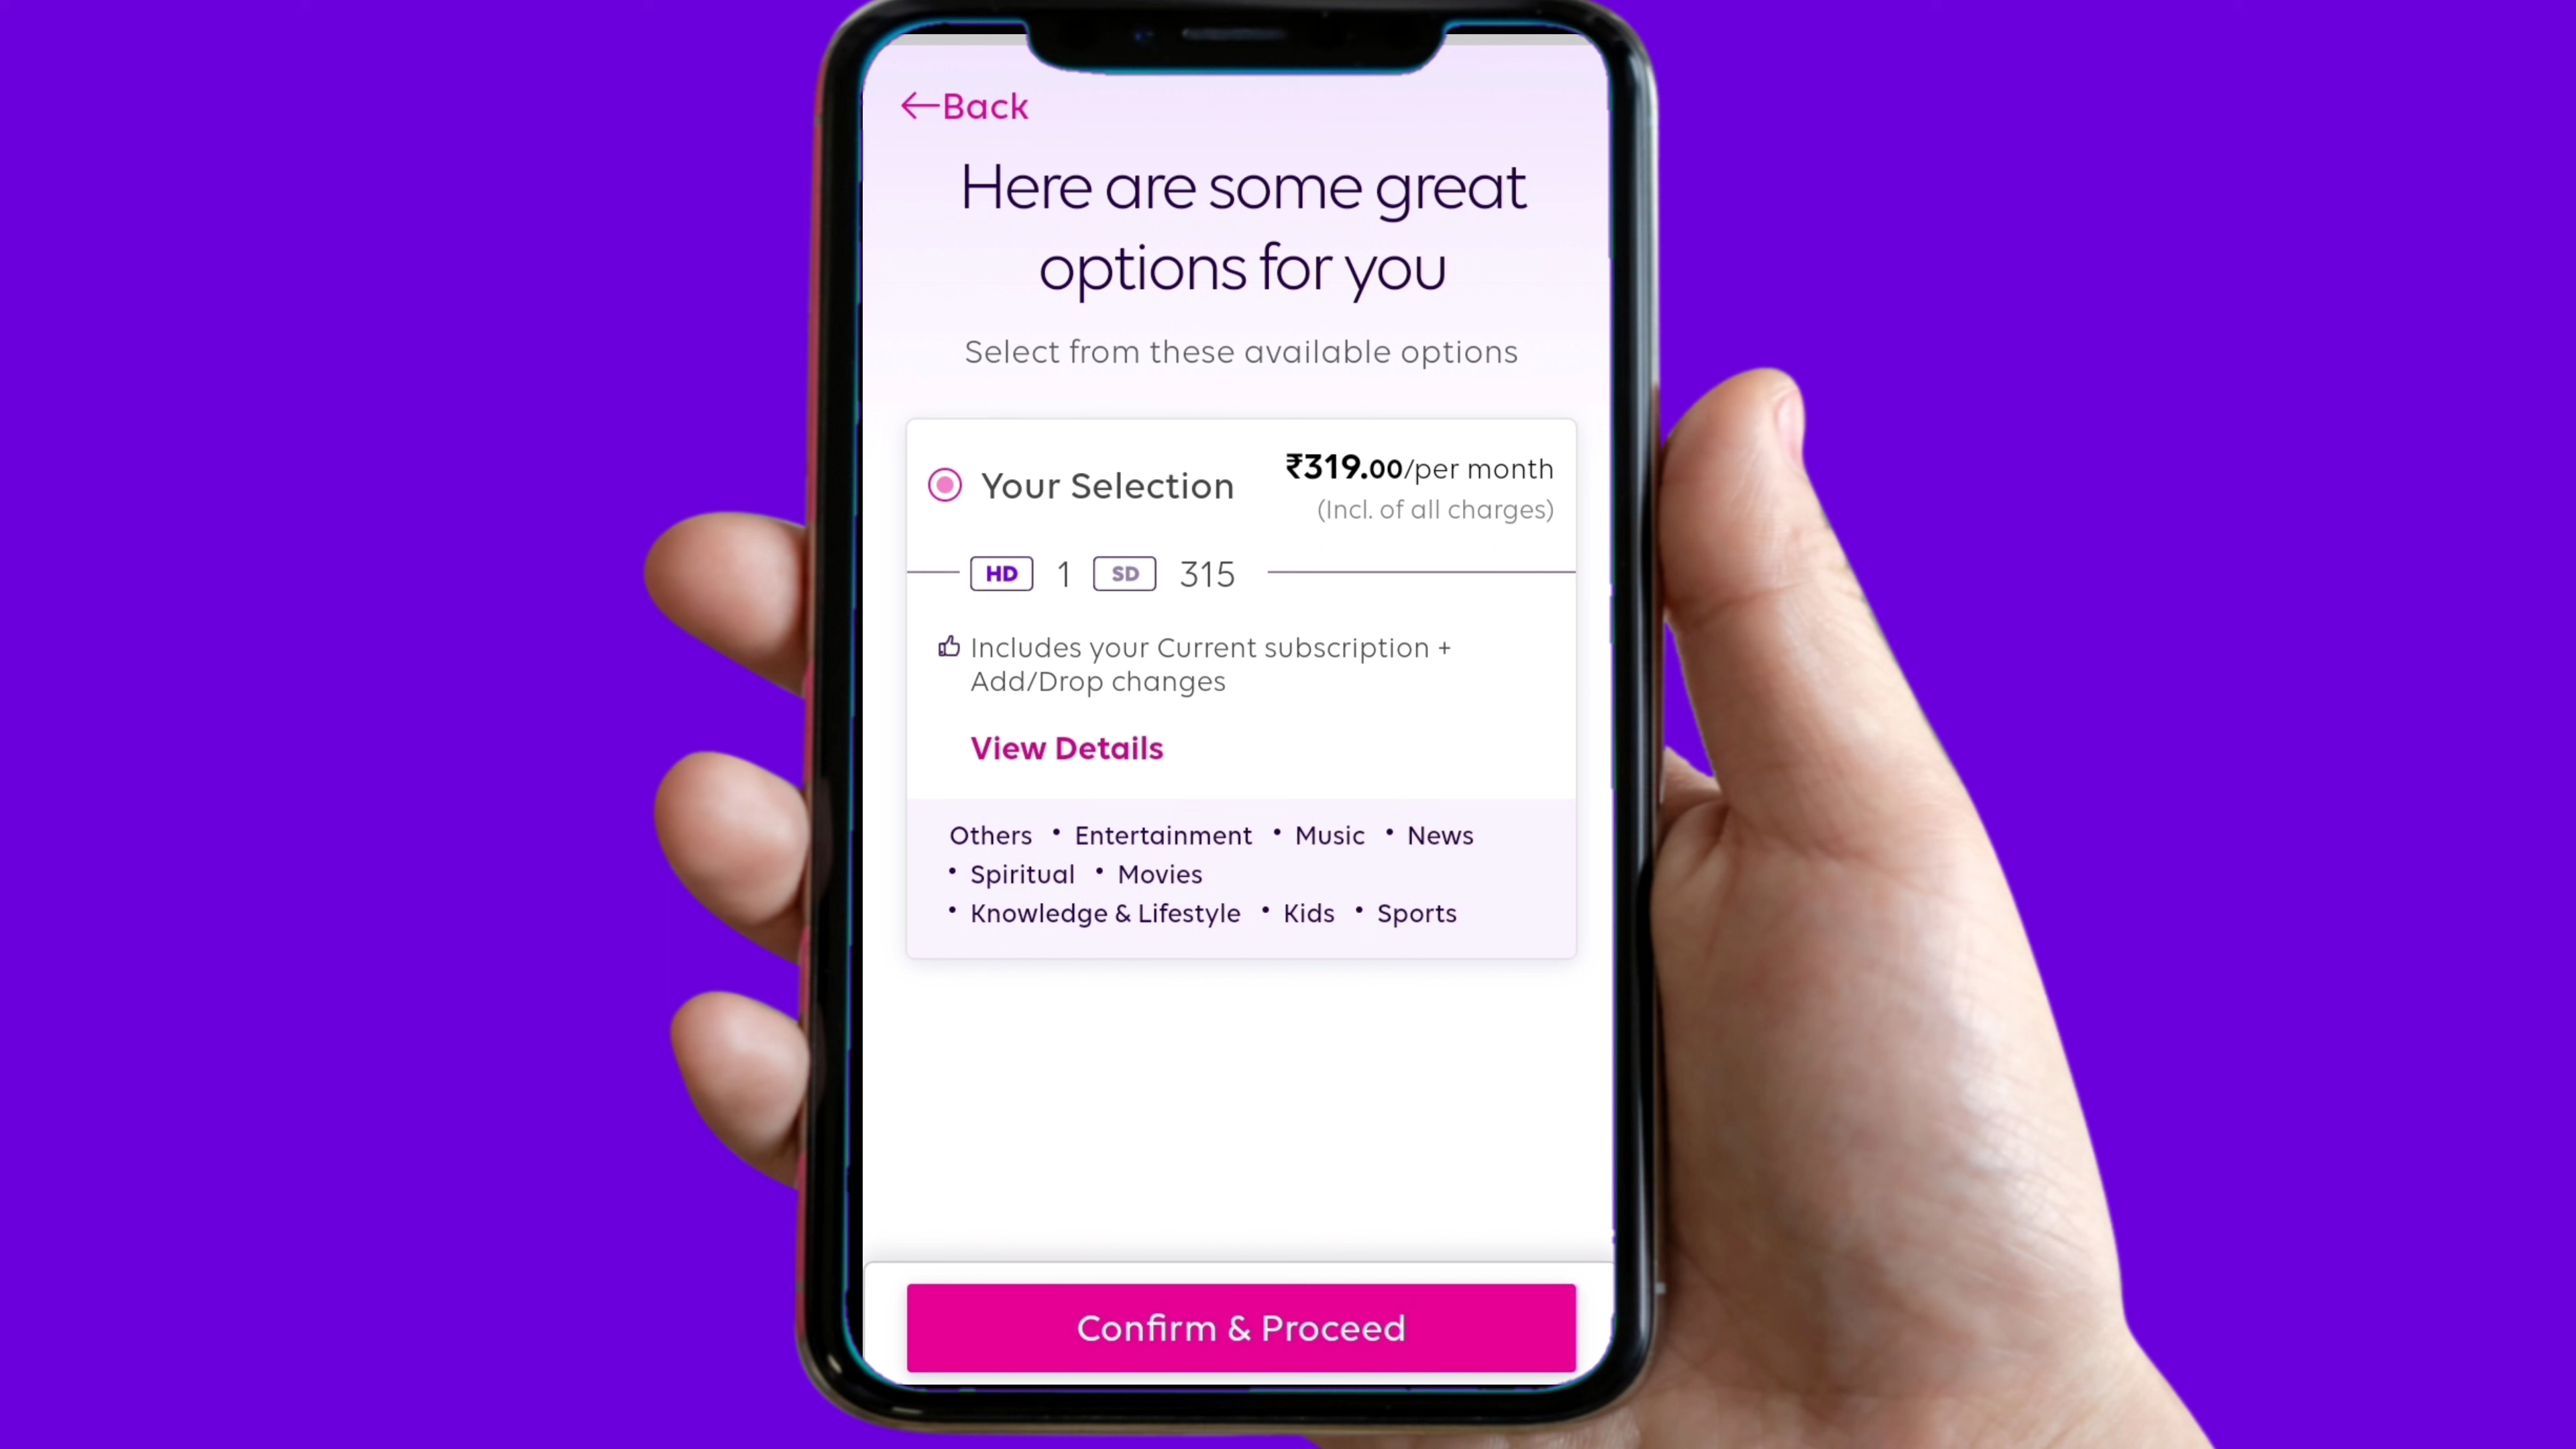 ←Back
Here are some great
options for you
Select from these available options
Your Selection
₹319.00/per month
(Incl. of all charges)
HD 1 SD 315
Includes your Current subscription +
Add/Drop changes
View Details
Others • Entertainment • Music • News
• Spiritual • Movies
• Knowledge & Lifestyle • Kids • Sports
Confirm & Proceed